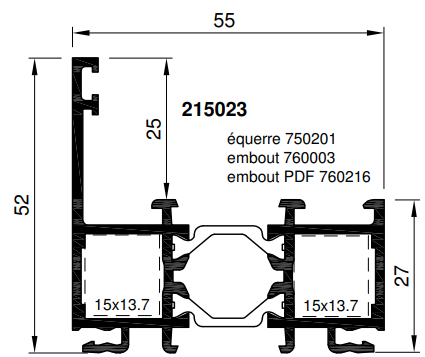 55
215023
équerre 750201
embout 760003
embout PDF 760216
25
52
27
15x13.7
15x13.7